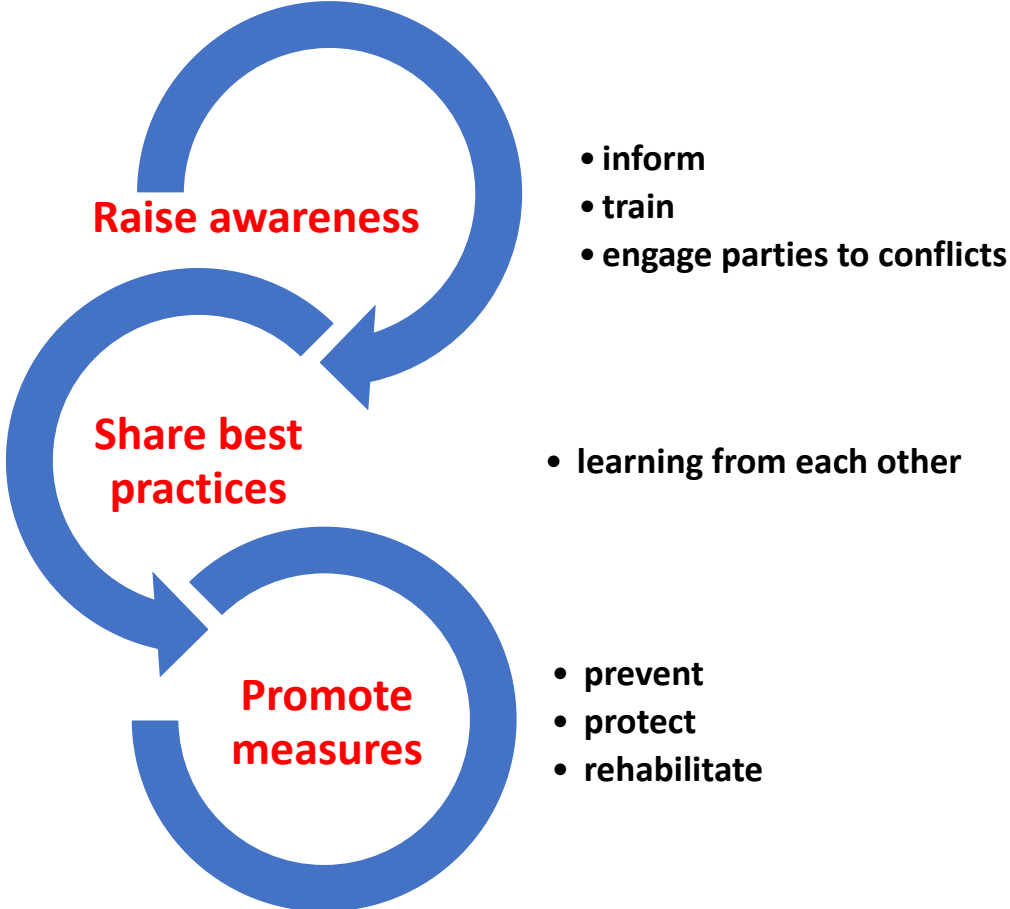 • inform
• train
• engage parties to conflicts
Raise awareness
Share best
practices
• learning from each other
Promote
measures
• prevent
• protect
• rehabilitate